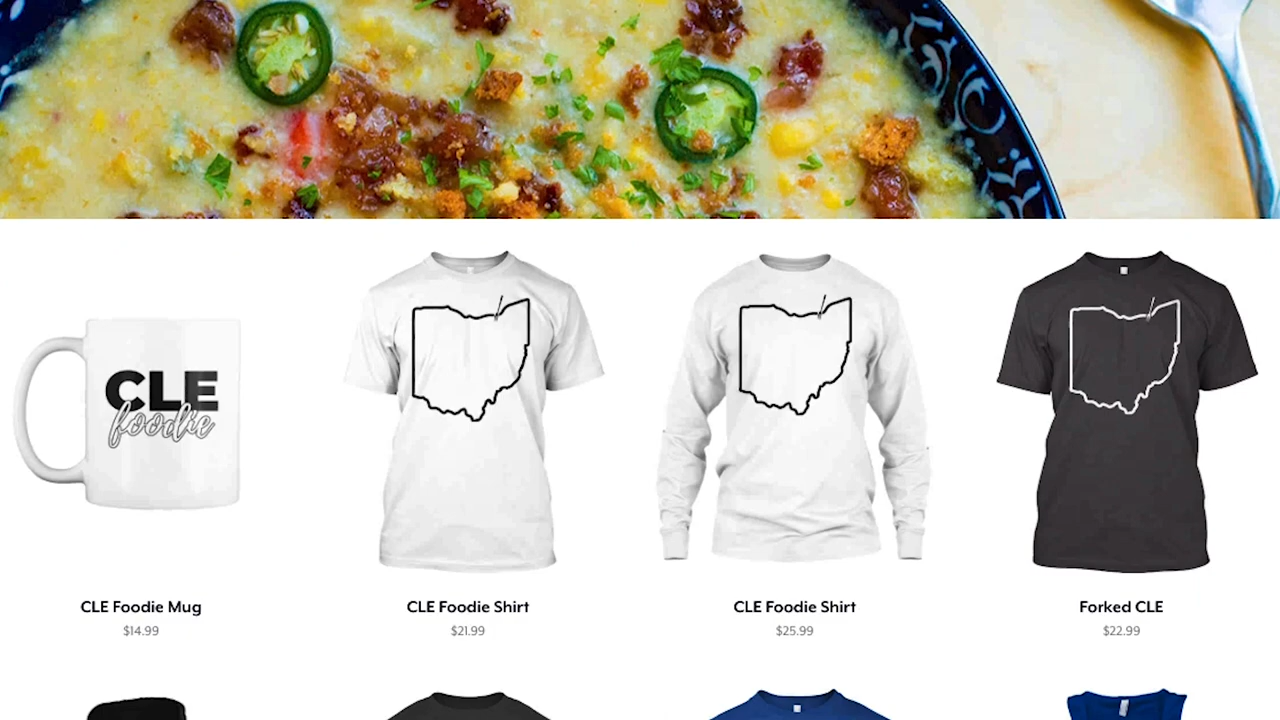 CLE
foodie
CLE Foodie Mug
$14.99
CLE Foodie Shirt
$21.99
CLE Foodie Shirt
$25.99
Forked CLE
$22.99